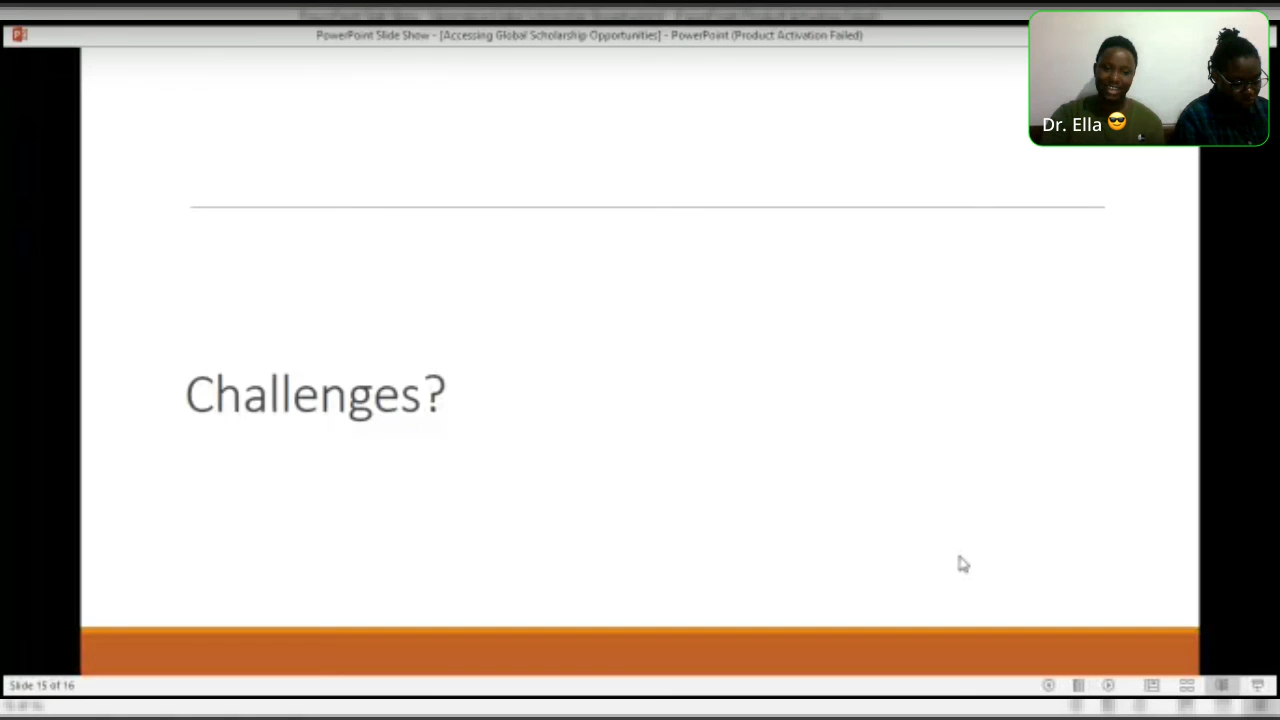 PowerPoint Slide Show - [Accessing Global Scholarship Opportunities] - PowerPoint (Product Activation Failed)
Dr. Ella 😎
Challenges?
Slide 15 of 16